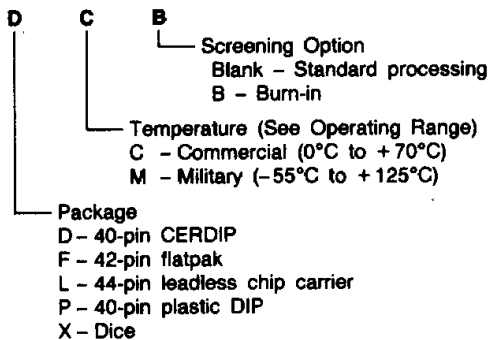 D C B
Screening Option
Blank – Standard processing
B – Burn-in
Temperature (See Operating Range)
C – Commercial (0°C to +70°C)
M – Military (–55°C to +125°C)
Package
D – 40-pin CERDIP
F – 42-pin flatpak
L – 44-pin leadless chip carrier
P – 40-pin plastic DIP
X – Dice